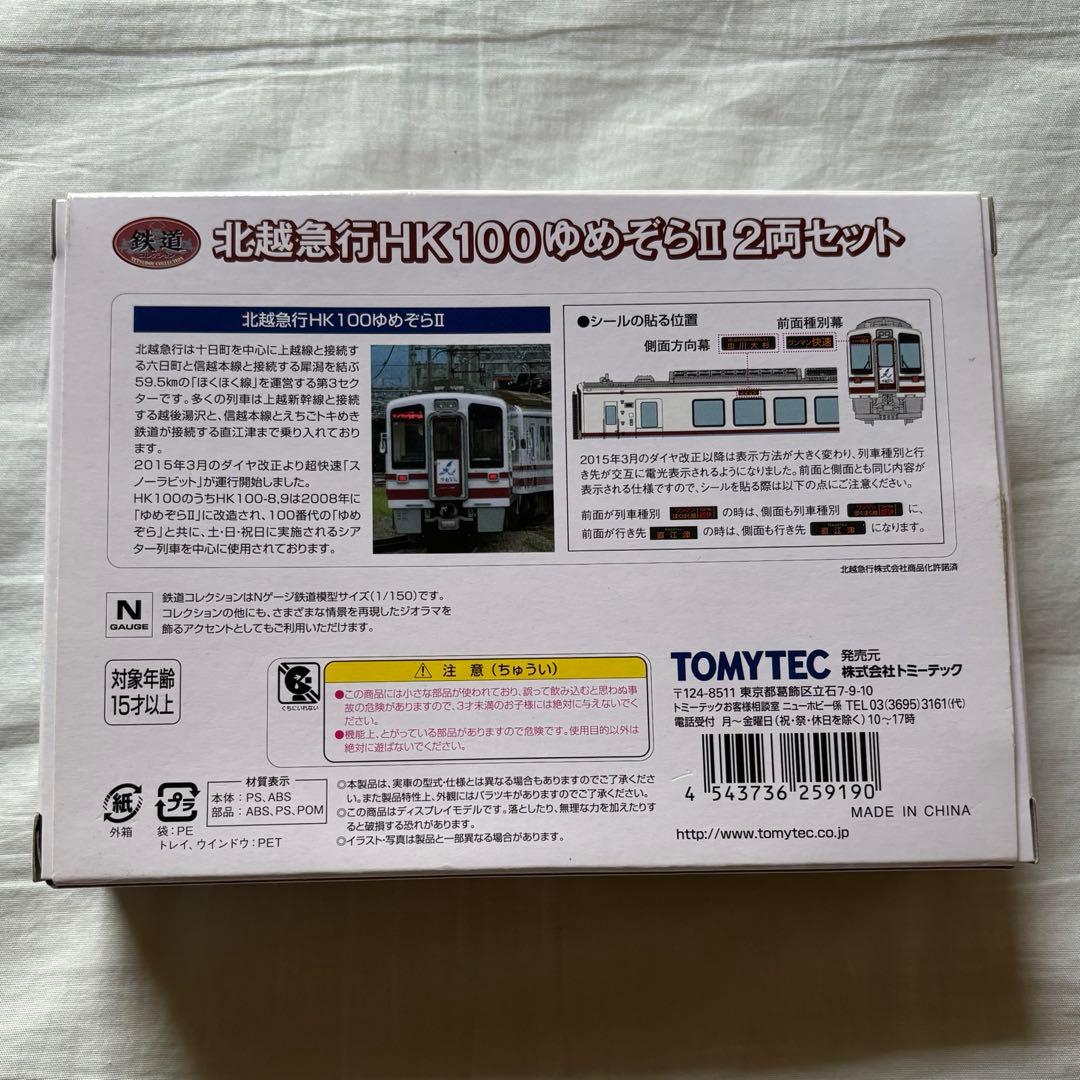 鉄道
コレクション
TETSUDOU COLLECTION
北越急行HK100ゆめぞらII 2両セット
北越急行HK100ゆめぞらII
北越急行は十日町を中心に上越線と接続す
る六日町と信越本線と接続する犀潟を結ぶ
59.5kmの「ほくほく線」を運営する第3セク
ターです。多くの列車は上越新幹線と接続す
る越後湯沢と、信越本線とえちごトキめき
鉄道が接続する直江津まで乗り入れており
ます。
2015年3月のダイヤ改正より超快速「ス
ノーラビット」が運行開始しました。
HK100のうちHK100-8,9は2008年に
「ゆめぞらII」に改造され、100番代の「ゆめ
ぞら」と共に、土・日・祝日に実施されるシア
ター列車を中心に使用されております。
●シールの貼る位置
前面種別幕
側面方向幕
虫川大杉
ワンマン 快速
2015年3月のダイヤ改正以降は表示方法が大きく変わり、列車種別と行
き先が交互に電光表示されるようになりました。前面と側面とも同じ内容が
表示される仕様ですので、シールを貼る際は以下の点にご注意ください。
前面が列車種別 の時は、側面も列車種別 に、
前面が行き先 直江津 の時は、側面も行き先 直江津 になります。
北越急行株式会社商品化許諾済
N
GAUGE
鉄道コレクションはNゲージ鉄道模型サイズ(1/150)です。
コレクションの他にも、さまざまな情景を再現したジオラマを
飾るアクセントとしてもご利用いただけます。
対象年齢
15才以上
くちにいれない
注意(ちゅうい)
●この商品には小さな部品が使われており、誤って飲み込むと思わぬ事
故の危険がありますので、3才未満のお子様には絶対に与えないでく
ださい。
●機能上、とがっている部品がありますので危険です。使用目的以外は
絶対に遊ばないでください。
TOMYTEC
発売元
株式会社トミーテック
〒124-8511 東京都葛飾区立石7-9-10
トミーテックお客様相談室 ニューホビー係 TEL 03(3695)3161(代)
電話受付 月～金曜日(祝・祭・休日を除く)10～17時
紙
外箱
プラ
袋:PE
トレイ、ウインドウ:PET
材質表示
本体:PS、ABS
部品:ABS、PS、POM
◎本製品は、実車の型式・仕様とは異なる場合もありますのでご了承くださ
い。また製品特性上、外観にはバラツキがありますのでご了承ください。
◎この商品はディスプレイモデルです。落としたり、無理な力を加えたりす
ると破損する恐れがあります。
◎イラスト・写真は製品と一部異なる場合があります。
4 543736 259190
MADE IN CHINA
http://www.tomytec.co.jp